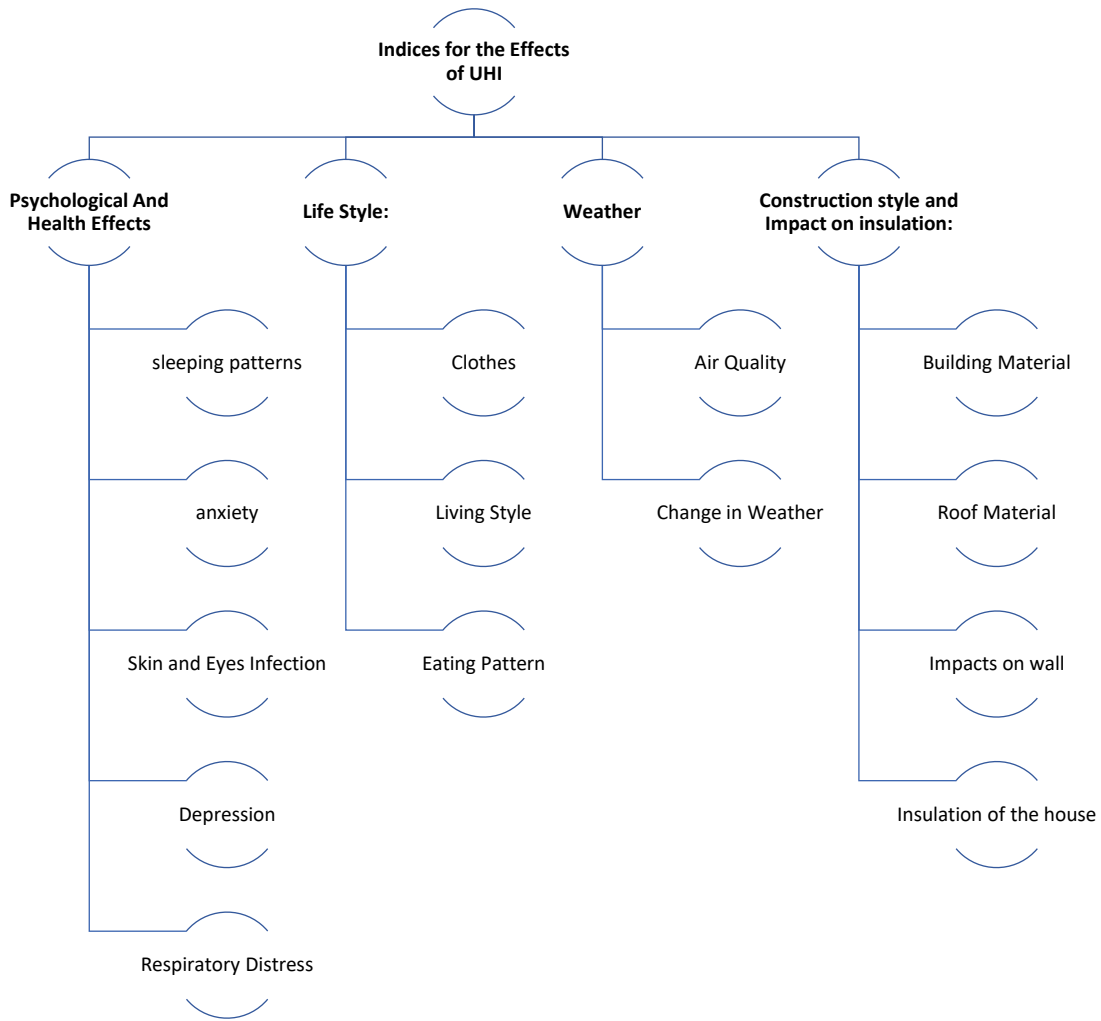 Indices for the Effects
of UHI
Psychological And
Health Effects
Life Style:
Weather
Construction style and
Impact on insulation:
sleeping patterns
Clothes
Air Quality
Building Material
anxiety
Living Style
Change in Weather
Roof Material
Skin and Eyes Infection
Eating Pattern
Impacts on wall
Depression
Insulation of the house
Respiratory Distress